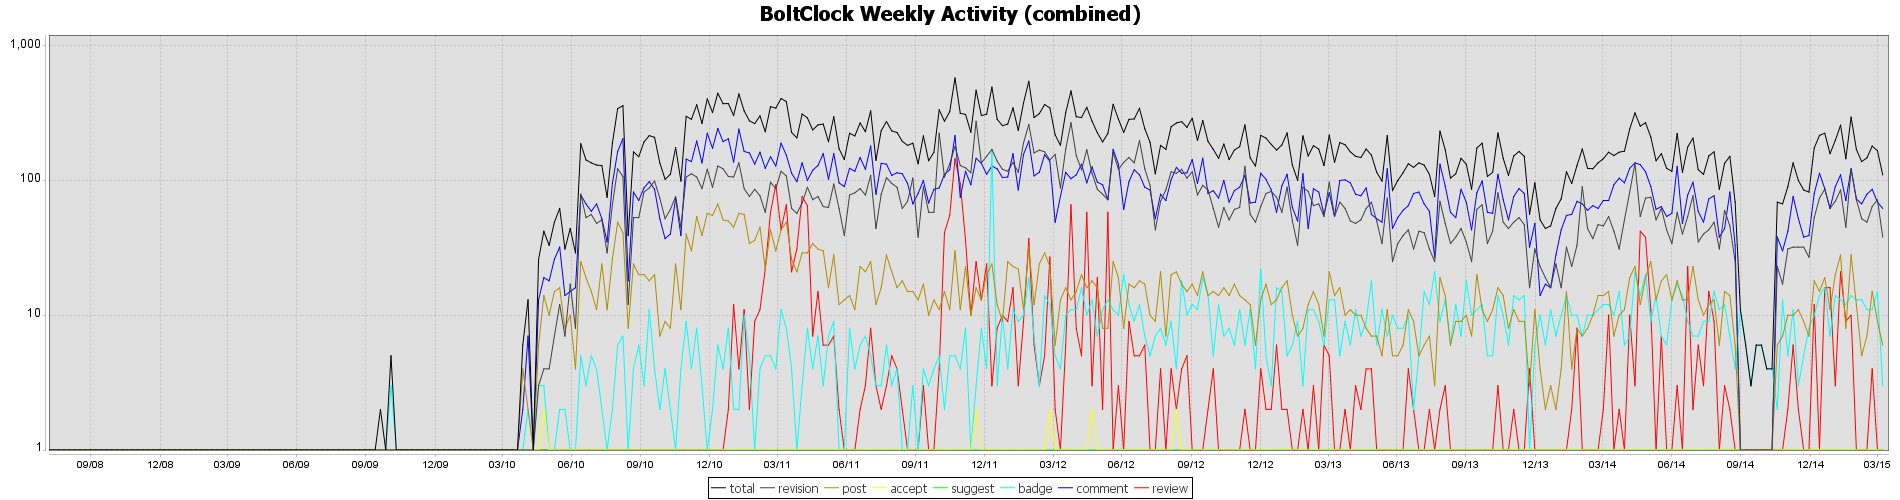 BoltClock Weekly Activity (combined)
1,000
100
10
1
09/08 12/08 03/09 06/09 09/09 12/09 03/10 06/10 09/10 12/10 03/11 06/11 09/11 12/11 03/12 06/12 09/12 12/12 03/13 06/13 09/13 12/13 03/14 06/14 09/14 12/14 03/15
total revision post accept suggest badge comment review